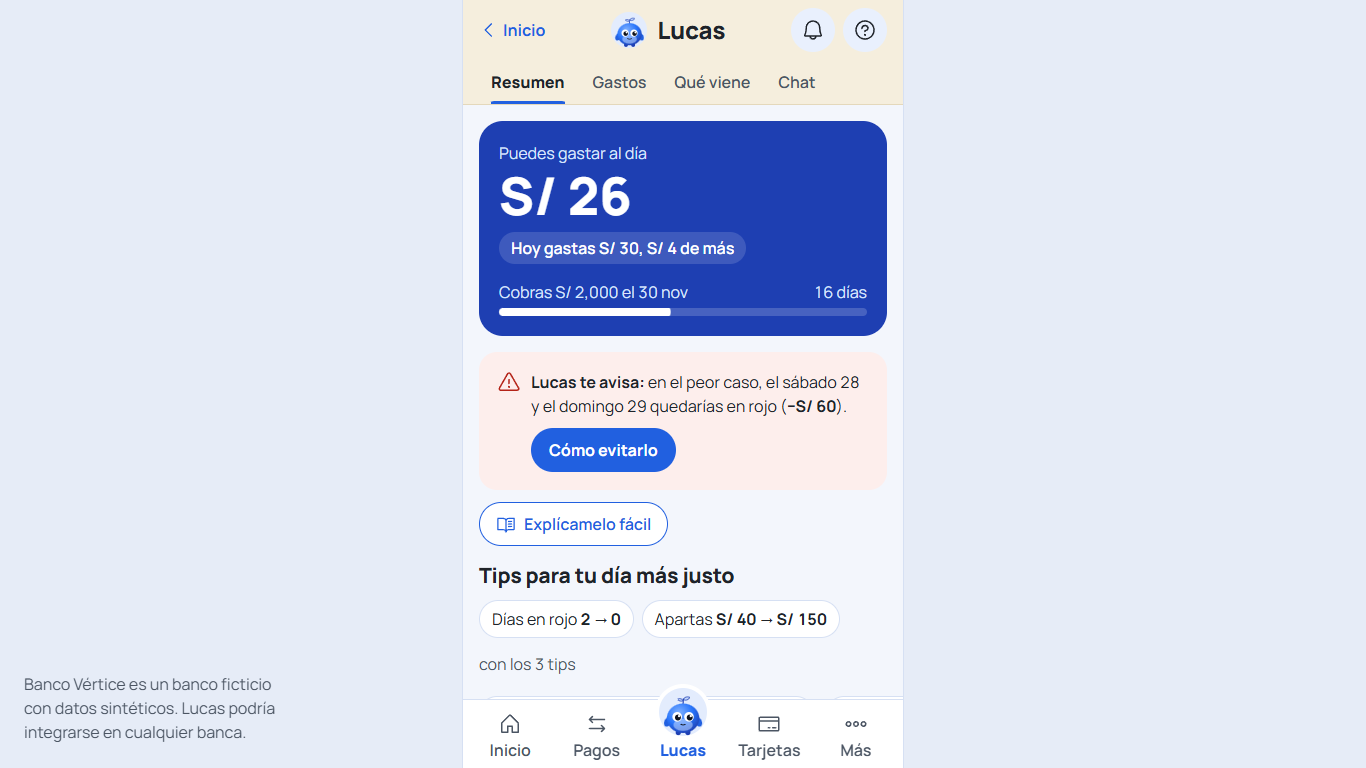 Inicio
Lucas
Resumen
Gastos
Qué viene
Chat
Puedes gastar al día
S/ 26
Hoy gastas S/ 30, S/ 4 de más
Cobras S/ 2,000 el 30 nov
16 días
Lucas te avisa: en el peor caso, el sábado 28
y el domingo 29 quedarías en rojo (−S/ 60).
Cómo evitarlo
Explícamelo fácil
Tips para tu día más justo
Días en rojo 2 → 0
Apartas S/ 40 → S/ 150
con los 3 tips
Inicio
Pagos
Lucas
Tarjetas
Más
Banco Vértice es un banco ficticio
con datos sintéticos. Lucas podría
integrarse en cualquier banca.